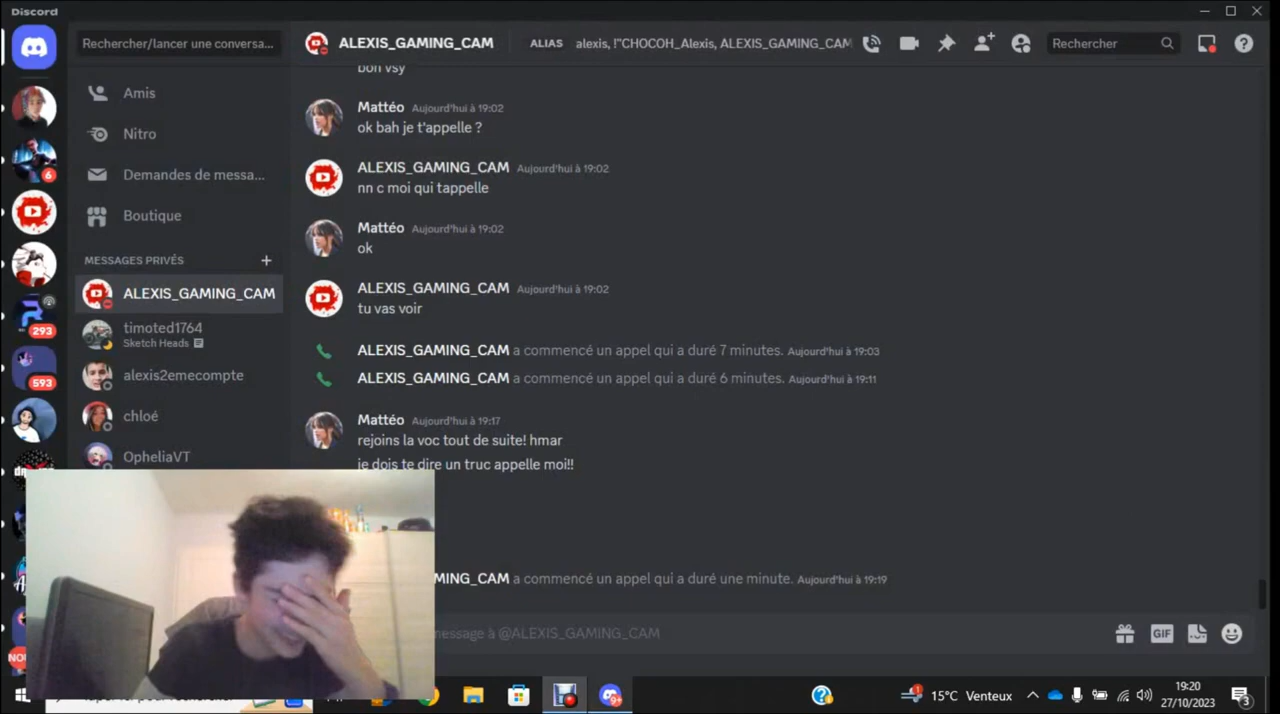 Discord
Rechercher/lancer une conversa...
ALEXIS_GAMING_CAM
ALIAS alexis, !"CHOCOH_Alexis, ALEXIS_GAMING_CAM
Rechercher
Amis
Nitro
Demandes de messa...
Boutique
MESSAGES PRIVÉS
ALEXIS_GAMING_CAM
timoted1764
Sketch Heads
alexis2emecompte
chloé
OpheliaVT
6
293
593
bon vsy
Mattéo Aujourd'hui à 19:02
ok bah je t'appelle ?
ALEXIS_GAMING_CAM Aujourd'hui à 19:02
nn c moi qui tappelle
Mattéo Aujourd'hui à 19:02
ok
ALEXIS_GAMING_CAM Aujourd'hui à 19:02
tu vas voir
ALEXIS_GAMING_CAM a commencé un appel qui a duré 7 minutes. Aujourd'hui à 19:03
ALEXIS_GAMING_CAM a commencé un appel qui a duré 6 minutes. Aujourd'hui à 19:11
Mattéo Aujourd'hui à 19:17
rejoins la voc tout de suite! hmar
je dois te dire un truc appelle moi!!
MING_CAM a commencé un appel qui a duré une minute. Aujourd'hui à 19:19
message à @ALEXIS_GAMING_CAM
GIF
NOU
15°C Venteux
19:20
27/10/2023
3